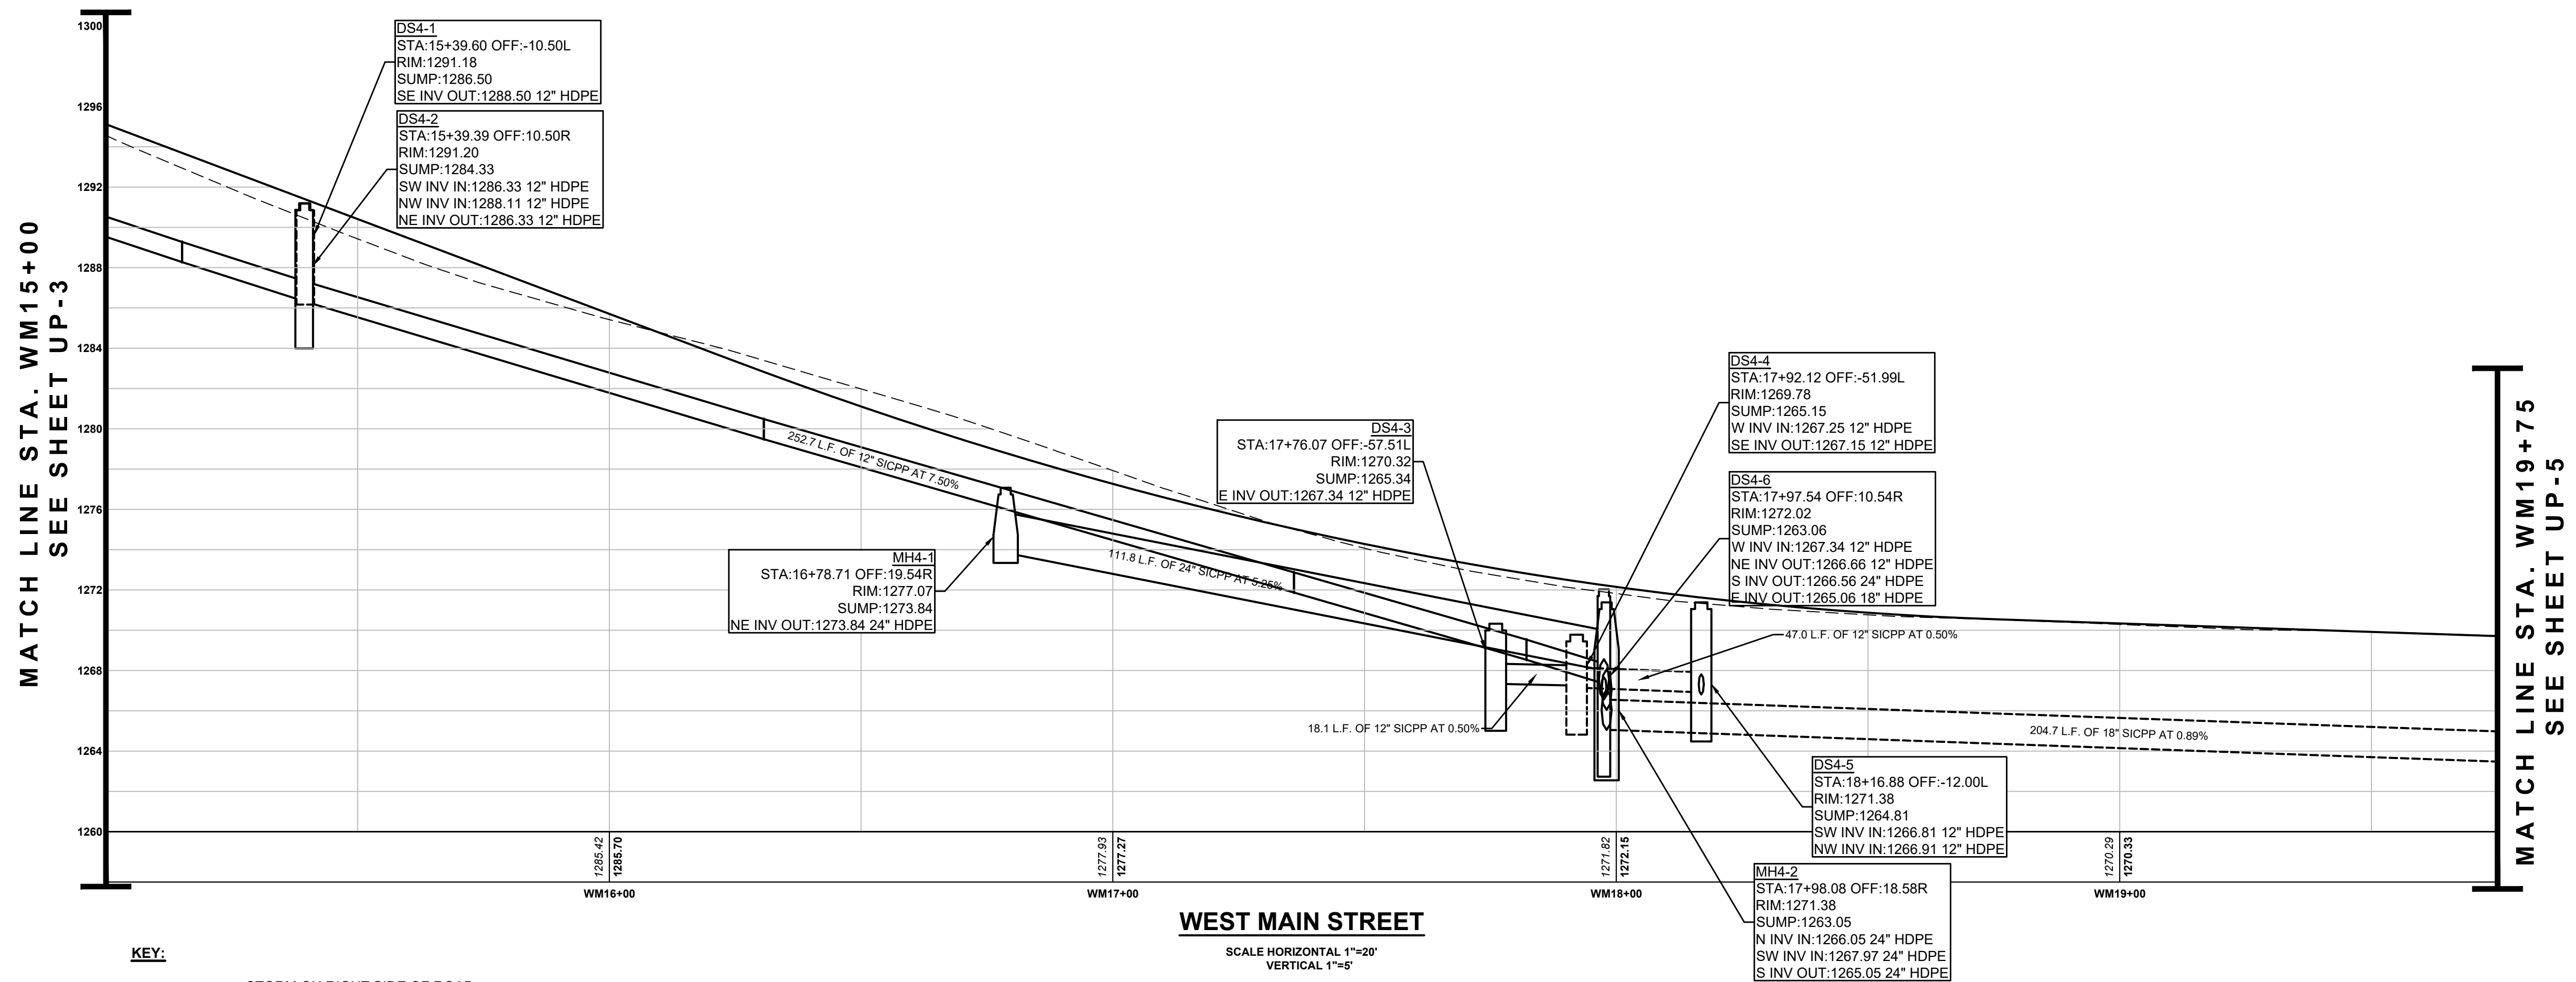 1300
1296
1292
1288
1284
1280
1276
1272
1268
1264
1260
MATCH LINE STA. WM15+00
SEE SHEET UP-3
DS4-1
STA:15+39.60 OFF:-10.50L
RIM:1291.18
SUMP:1286.50
SE INV OUT:1288.50 12" HDPE
DS4-2
STA:15+39.39 OFF:10.50R
RIM:1291.20
SUMP:1284.33
SW INV IN:1286.33 12" HDPE
NW INV IN:1288.11 12" HDPE
NE INV OUT:1286.33 12" HDPE
252.7 L.F. OF 12" SICPP AT 7.50%
MH4-1
STA:16+78.71 OFF:19.54R
RIM:1277.07
SUMP:1273.84
NE INV OUT:1273.84 24" HDPE
111.8 L.F. OF 24" SICPP AT 5.25%
DS4-3
STA:17+76.07 OFF:-57.51L
RIM:1270.32
SUMP:1265.34
E INV OUT:1267.34 12" HDPE
18.1 L.F. OF 12" SICPP AT 0.50%
DS4-4
STA:17+92.12 OFF:-51.99L
RIM:1269.78
SUMP:1265.15
W INV IN:1267.25 12" HDPE
SE INV OUT:1267.15 12" HDPE
DS4-6
STA:17+97.54 OFF:10.54R
RIM:1272.02
SUMP:1263.06
W INV IN:1267.34 12" HDPE
NE INV OUT:1266.66 12" HDPE
S INV OUT:1266.56 24" HDPE
E INV OUT:1265.06 18" HDPE
47.0 L.F. OF 12" SICPP AT 0.50%
204.7 L.F. OF 18" SICPP AT 0.89%
DS4-5
STA:18+16.88 OFF:-12.00L
RIM:1271.38
SUMP:1264.81
SW INV IN:1266.81 12" HDPE
NW INV IN:1266.91 12" HDPE
MH4-2
STA:17+98.08 OFF:18.58R
RIM:1271.38
SUMP:1263.05
N INV IN:1266.05 24" HDPE
SW INV IN:1267.97 24" HDPE
S INV OUT:1265.05 24" HDPE
MATCH LINE STA. WM19+75
SEE SHEET UP-5
1285.42
1285.70
1277.93
1277.27
1271.82
1272.15
1270.29
1270.33
WM16+00
WM17+00
WM18+00
WM19+00
WEST MAIN STREET
SCALE HORIZONTAL 1"=20'
VERTICAL 1"=5'
KEY:
STORM ON RIGHT SIDE OF ROAD